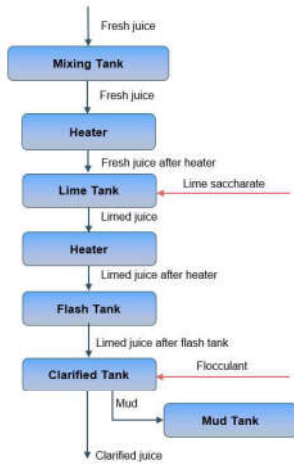 Fresh juice
Mixing Tank
Fresh juice
Heater
Fresh juice after heater
Lime Tank
Lime saccharate
Limed juice
Heater
Limed juice after heater
Flash Tank
Limed juice after flash tank
Clarified Tank
Flocculant
Mud
Mud Tank
Clarified juice